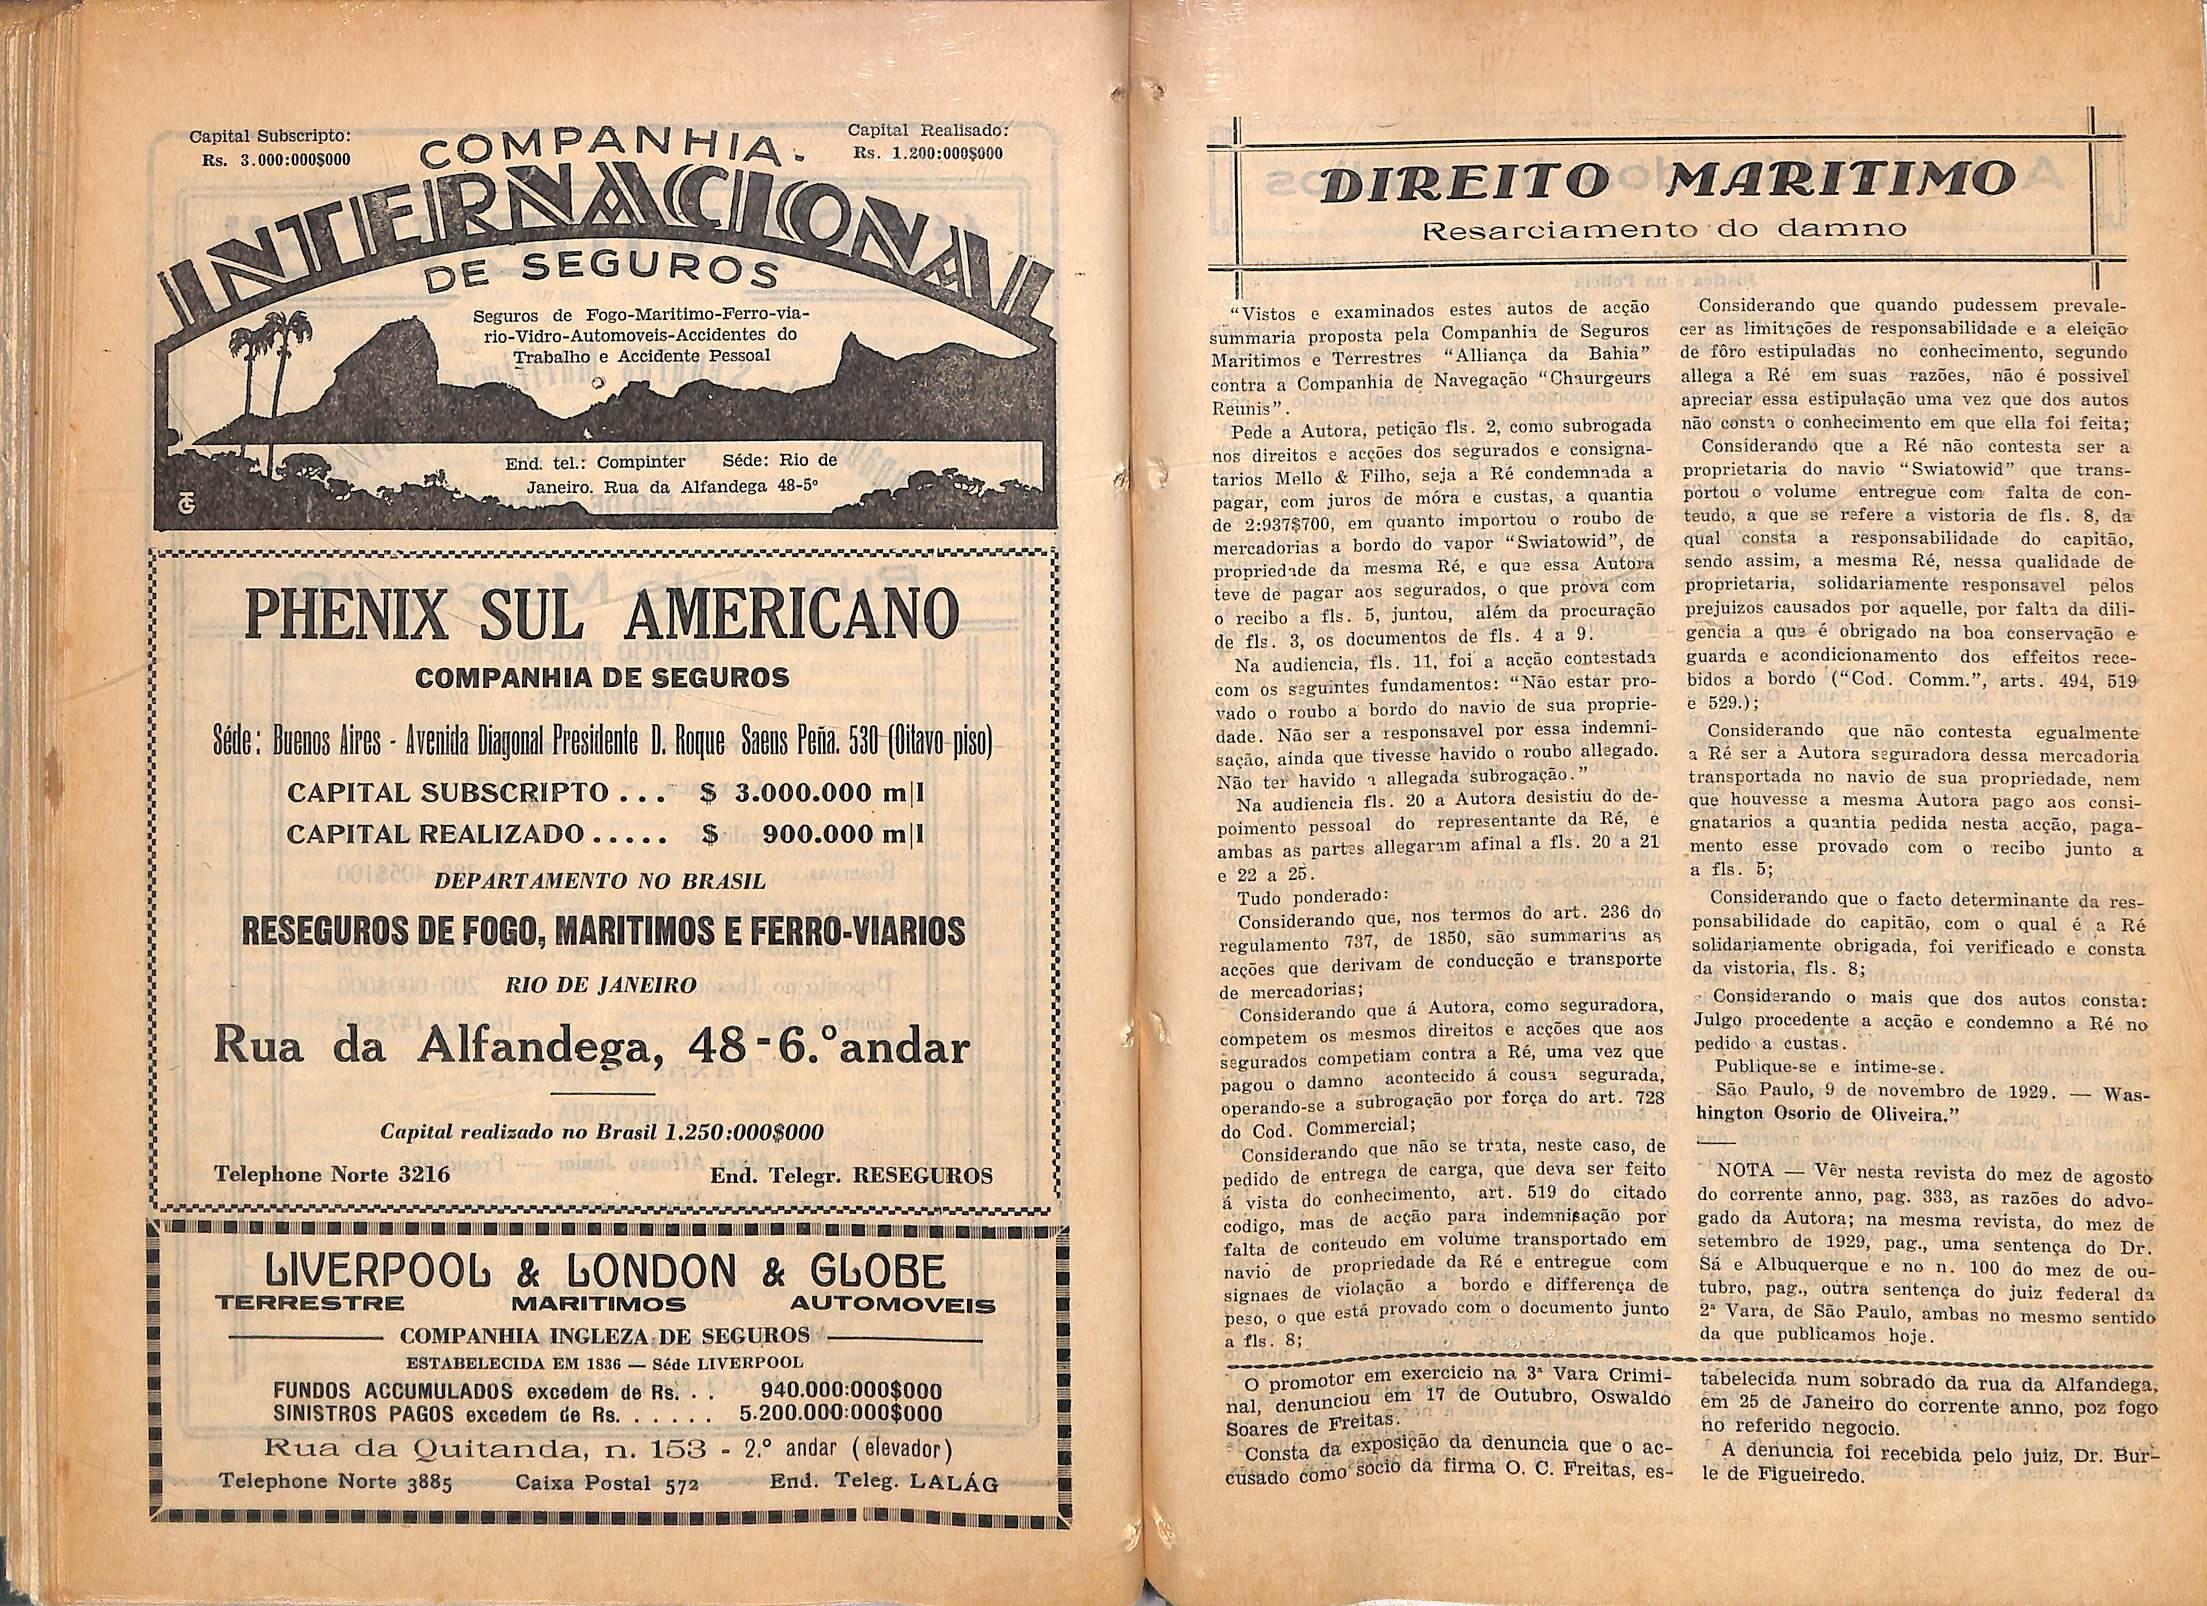 Capital Subscripto:
Rs. 3.000:000$000
Capital Realisado:
Rs. 1.200:000$000
COMPANHIA
INTERNACIONAL
DE SEGUROS
Seguros de Fogo-Maritimo-Ferro-via-
rio-Vidro-Automoveis-Accidentes do
Trabalho e Accidente Pessoal
End. tel.: Compinter Séde: Rio de
Janeiro. Rua da Alfandega 48-5º
PHENIX SUL AMERICANO
COMPANHIA DE SEGUROS
Séde: Buenos Aires - Avenida Diagonal Presidente D. Roque Saens Peña. 530 (Oitavo piso)
CAPITAL SUBSCRIPTO ... $ 3.000.000 m|l
CAPITAL REALIZADO ..... $ 900.000 m|l
DEPARTAMENTO NO BRASIL
RESEGUROS DE FOGO, MARITIMOS E FERRO-VIARIOS
RIO DE JANEIRO
Rua da Alfandega, 48-6.º andar
Capital realizado no Brasil 1.250:000$000
Telephone Norte 3216 End. Telegr. RESEGUROS
LIVERPOOL & LONDON & GLOBE
TERRESTRE MARITIMOS AUTOMOVEIS
COMPANHIA INGLEZA DE SEGUROS
ESTABELECIDA EM 1836 — Séde LIVERPOOL
FUNDOS ACCUMULADOS excedem de Rs. . . 940.000:000$000
SINISTROS PAGOS excedem de Rs. . . . . . 5.200.000:000$000
Rua da Quitanda, n. 153 - 2.º andar (elevador)
Telephone Norte 3885 Caixa Postal 572 End. Teleg. LALÁG
DIREITO MARITIMO
Resarciamento do damno
"Vistos e examinados estes autos de acção
summaria proposta pela Companhia de Seguros
Maritimos e Terrestres "Alliança da Bahia"
contra a Companhia de Navegação "Chaurgeurs
Reunis".
Pede a Autora, petição fls. 2, como subrogada
nos direitos e acções dos segurados e consigna-
tarios Mello & Filho, seja a Ré condemnada a
pagar, com juros de móra e custas, a quantia
de 2:937$700, em quanto importou o roubo de
mercadorias a bordo do vapor "Swiatowid", de
propriedade da mesma Ré, e que essa Autora
teve de pagar aos segurados, o que prova com
o recibo a fls. 5, juntou, além da procuração
de fls. 3, os documentos de fls. 4 a 9.
Na audiencia, fls. 11, foi a acção contestada
com os seguintes fundamentos: "Não estar pro-
vado o roubo a bordo do navio de sua proprie-
dade. Não ser a responsavel por essa indemni-
sação, ainda que tivesse havido o roubo allegado.
Não ter havido a allegada subrogação."
Na audiencia fls. 20 a Autora desistiu do de-
poimento pessoal do representante da Ré, e
ambas as partes allegaram afinal a fls. 20 a 21
e 22 a 25.
Tudo ponderado:
Considerando que, nos termos do art. 236 do
regulamento 737, de 1850, são summarias as
acções que derivam de conducção e transporte
de mercadorias;
Considerando que á Autora, como seguradora,
competem os mesmos direitos e acções que aos
segurados competiam contra a Ré, uma vez que
pagou o damno acontecido á cousa segurada,
operando-se a subrogação por força do art. 728
do Cod. Commercial;
Considerando que não se trata, neste caso, de
pedido de entrega de carga, que deva ser feito
á vista do conhecimento, art. 519 do citado
codigo, mas de acção para indemnisação por
falta de conteudo em volume transportado em
navio de propriedade da Ré e entregue com
signaes de violação a bordo e differença de
peso, o que está provado com o documento junto
a fls. 8;
Considerando que quando pudessem prevale-
cer as limitações de responsabilidade e a eleição
de fôro estipuladas no conhecimento, segundo
allega a Ré em suas razões, não é possivel
apreciar essa estipulação uma vez que dos autos
não consta o conhecimento em que ella foi feita;
Considerando que a Ré não contesta ser a
proprietaria do navio "Swiatowid" que trans-
portou o volume entregue com falta de con-
teudo, a que se refere a vistoria de fls. 8, da
qual consta a responsabilidade do capitão,
sendo assim, a mesma Ré, nessa qualidade de
proprietaria, solidariamente responsavel pelos
prejuizos causados por aquelle, por falta da dili-
gencia a que é obrigado na boa conservação e
guarda e acondicionamento dos effeitos rece-
bidos a bordo ("Cod. Comm.", arts. 494, 519
e 529.);
Considerando que não contesta egualmente
a Ré ser a Autora seguradora dessa mercadoria
transportada no navio de sua propriedade, nem
que houvesse a mesma Autora pago aos consi-
gnatarios a quantia pedida nesta acção, paga-
mento esse provado com o recibo junto a
a fls. 5;
Considerando que o facto determinante da res-
ponsabilidade do capitão, com o qual é a Ré
solidariamente obrigada, foi verificado e consta
da vistoria, fls. 8;
Considerando o mais que dos autos consta:
Julgo procedente a acção e condemno a Ré no
pedido a custas.
Publique-se e intime-se.
São Paulo, 9 de novembro de 1929. — Was-
hington Osorio de Oliveira."
NOTA — Vêr nesta revista do mez de agosto
do corrente anno, pag. 333, as razões do advo-
gado da Autora; na mesma revista, do mez de
setembro de 1929, pag., uma sentença do Dr.
Sá e Albuquerque e no n. 100 do mez de ou-
tubro, pag., outra sentença do juiz federal da
2ª Vara, de São Paulo, ambas no mesmo sentido
da que publicamos hoje.
O promotor em exercicio na 3ª Vara Crimi-
nal, denunciou em 17 de Outubro, Oswaldo
Soares de Freitas.
Consta da exposição da denuncia que o ac-
cusado como socio da firma O. C. Freitas, es-
tabelecida num sobrado da rua da Alfandega,
em 25 de Janeiro do corrente anno, poz fogo
no referido negocio.
A denuncia foi recebida pelo juiz, Dr. Bur-
le de Figueiredo.